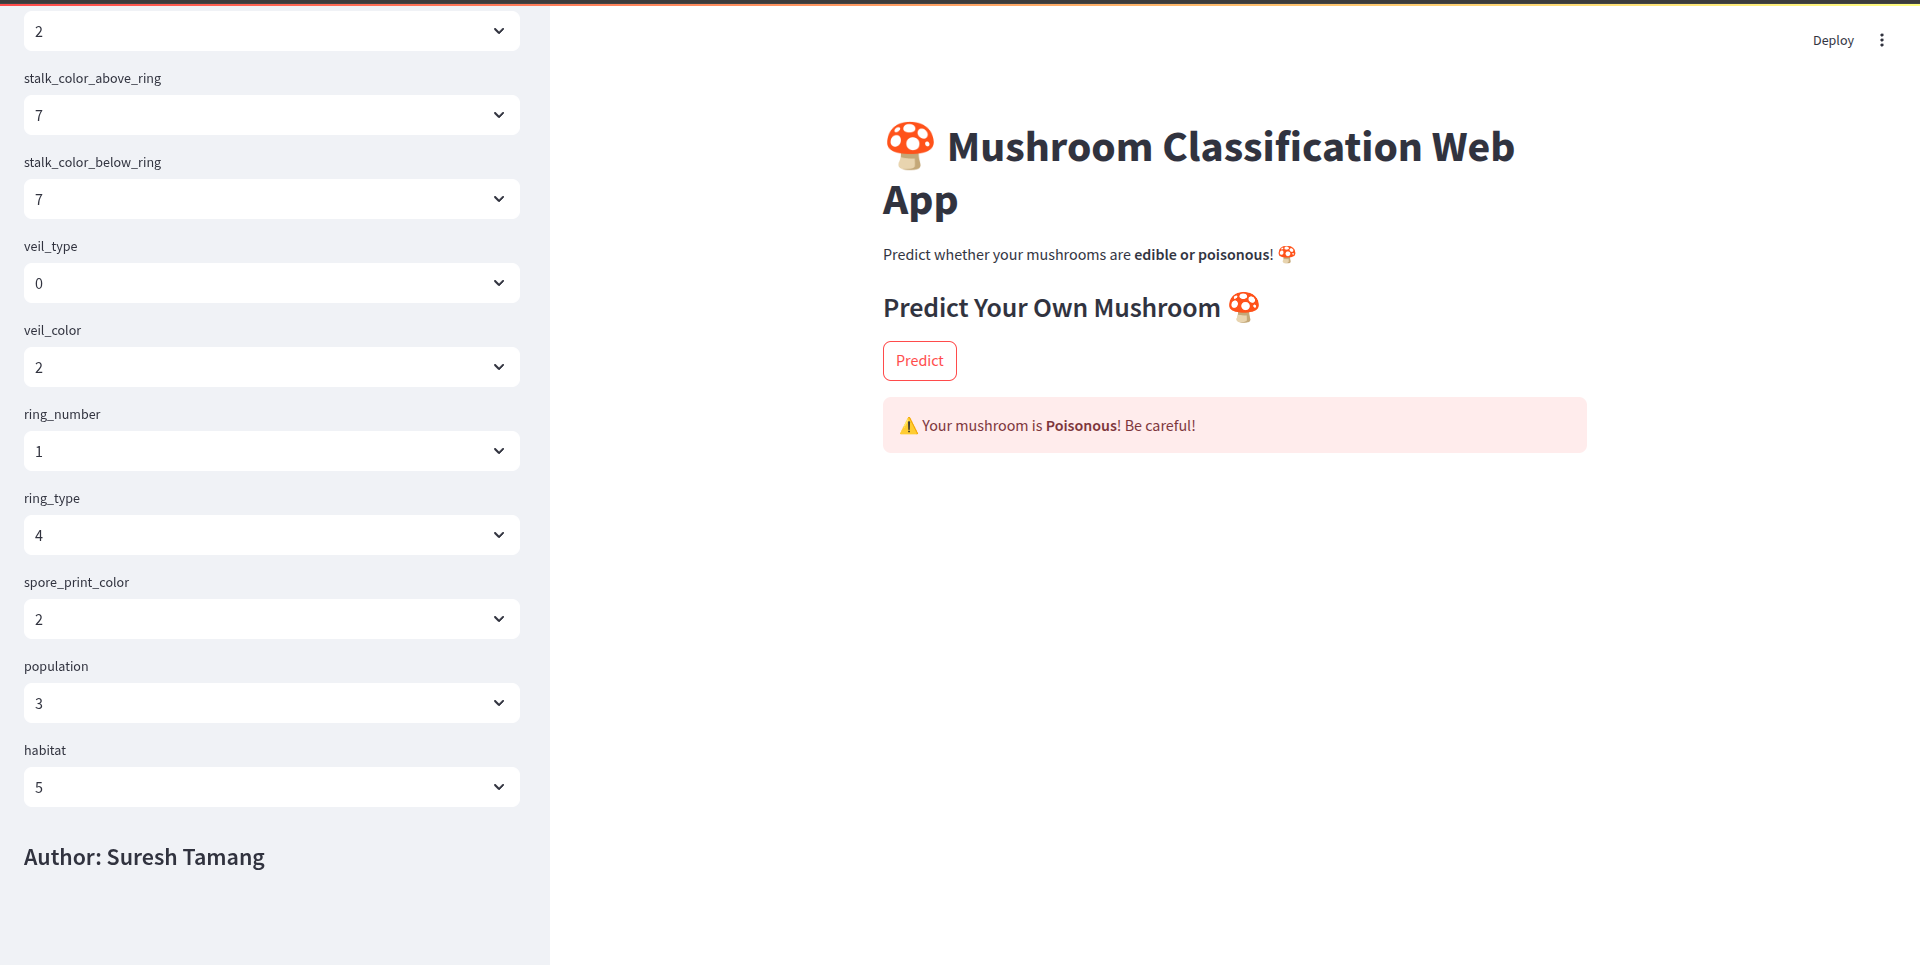 2
stalk_color_above_ring
7
stalk_color_below_ring
7
veil_type
0
veil_color
2
ring_number
1
ring_type
4
spore_print_color
2
population
3
habitat
5
Author: Suresh Tamang
Deploy
🍄 Mushroom Classification Web
App
Predict whether your mushrooms are edible or poisonous! 🍄
Predict Your Own Mushroom 🍄
Predict
⚠️ Your mushroom is Poisonous! Be careful!